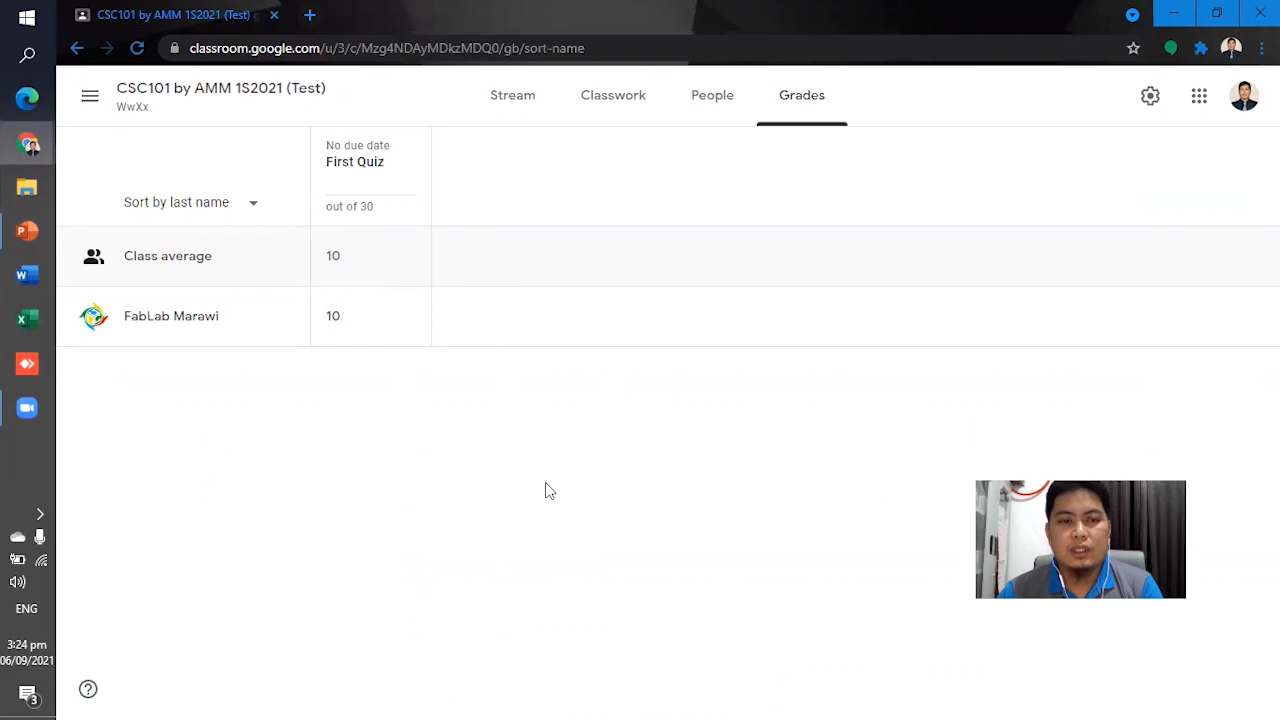 CSC101 by AMM 1S2021 (Test)
classroom.google.com/u/3/c/Mzg4NDAyMDkzMDQ0/gb/sort-name
CSC101 by AMM 1S2021 (Test)
WwXx
Stream
Classwork
People
Grades
No due date
First Quiz
Sort by last name
out of 30
Class average
10
FabLab Marawi
10
ENG
3:24 pm
06/09/2021
3